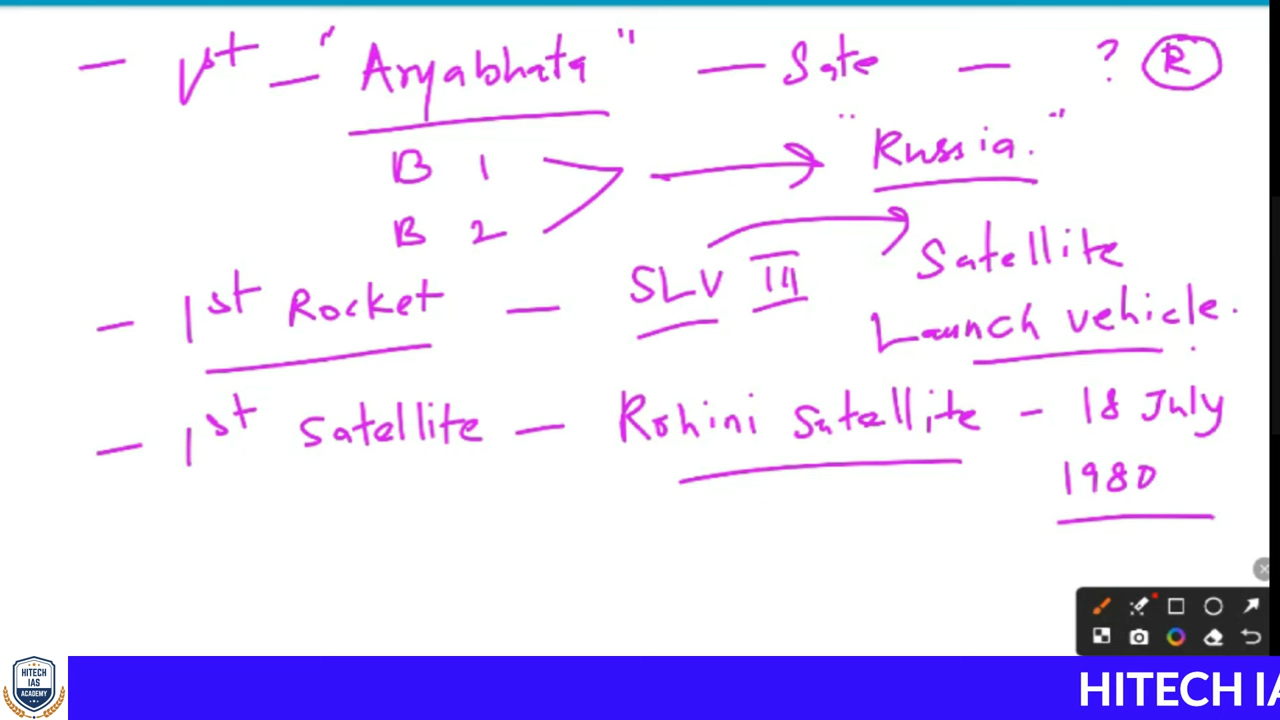 - 1st - "Aryabhata" - Sate - ? R
B 1
B 2
"Russia."
- 1st Rocket - SLV III
Satellite
Launch vehicle.
- 1st Satellite - Rohini Satellite - 18 July
1980
HITECH
IAS
ACADEMY
HITECH IA